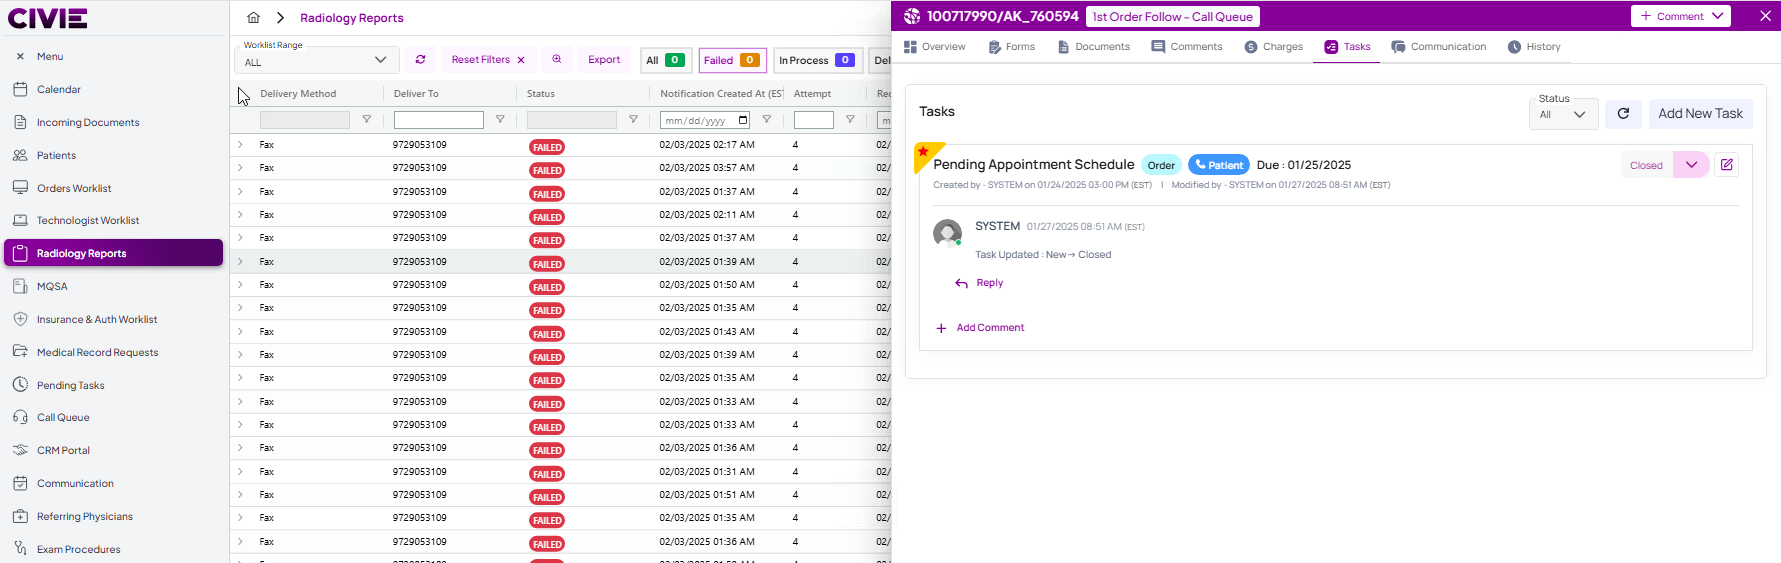 CIVIE
Menu
Calendar
Incoming Documents
Patients
Orders Worklist
Technologist Worklist
Radiology Reports
MQSA
Insurance & Auth Worklist
Medical Record Requests
Pending Tasks
Call Queue
CRM Portal
Communication
Referring Physicians
Exam Procedures
Radiology Reports
Worklist Range
ALL
Reset Filters
Export
All 0
Failed 0
In Process 0
Del
Delivery Method Deliver To Status Notification Created At (EST Attempt Rec
mm/dd/yyyy m
Fax 9729053109 FAILED 02/03/2025 02:17 AM 4 02/
Fax 9729053109 FAILED 02/03/2025 03:57 AM 4 02/
Fax 9729053109 FAILED 02/03/2025 01:37 AM 4 02/
Fax 9729053109 FAILED 02/03/2025 02:11 AM 4 02/
Fax 9729053109 FAILED 02/03/2025 01:37 AM 4 02/
Fax 9729053109 FAILED 02/03/2025 01:39 AM 4 02/
Fax 9729053109 FAILED 02/03/2025 01:50 AM 4 02/
Fax 9729053109 FAILED 02/03/2025 01:35 AM 4 02/
Fax 9729053109 FAILED 02/03/2025 01:43 AM 4 02/
Fax 9729053109 FAILED 02/03/2025 01:39 AM 4 02/
Fax 9729053109 FAILED 02/03/2025 01:35 AM 4 02/
Fax 9729053109 FAILED 02/03/2025 01:33 AM 4 02/
Fax 9729053109 FAILED 02/03/2025 01:33 AM 4 02/
Fax 9729053109 FAILED 02/03/2025 01:36 AM 4 02/
Fax 9729053109 FAILED 02/03/2025 01:31 AM 4 02/
Fax 9729053109 FAILED 02/03/2025 01:51 AM 4 02/
Fax 9729053109 FAILED 02/03/2025 01:35 AM 4 02/
Fax 9729053109 FAILED 02/03/2025 01:36 AM 4 02/
100717990/AK_760594 1st Order Follow - Call Queue + Comment
Overview Forms Documents Comments Charges Tasks Communication History
Tasks
Status
All
Add New Task
Pending Appointment Schedule Order Patient Due : 01/25/2025 Closed
Created by - SYSTEM on 01/24/2025 03:00 PM (EST) | Modified by - SYSTEM on 01/27/2025 08:51 AM (EST)
SYSTEM 01/27/2025 08:51 AM (EST)
Task Updated : New→ Closed
Reply
+ Add Comment